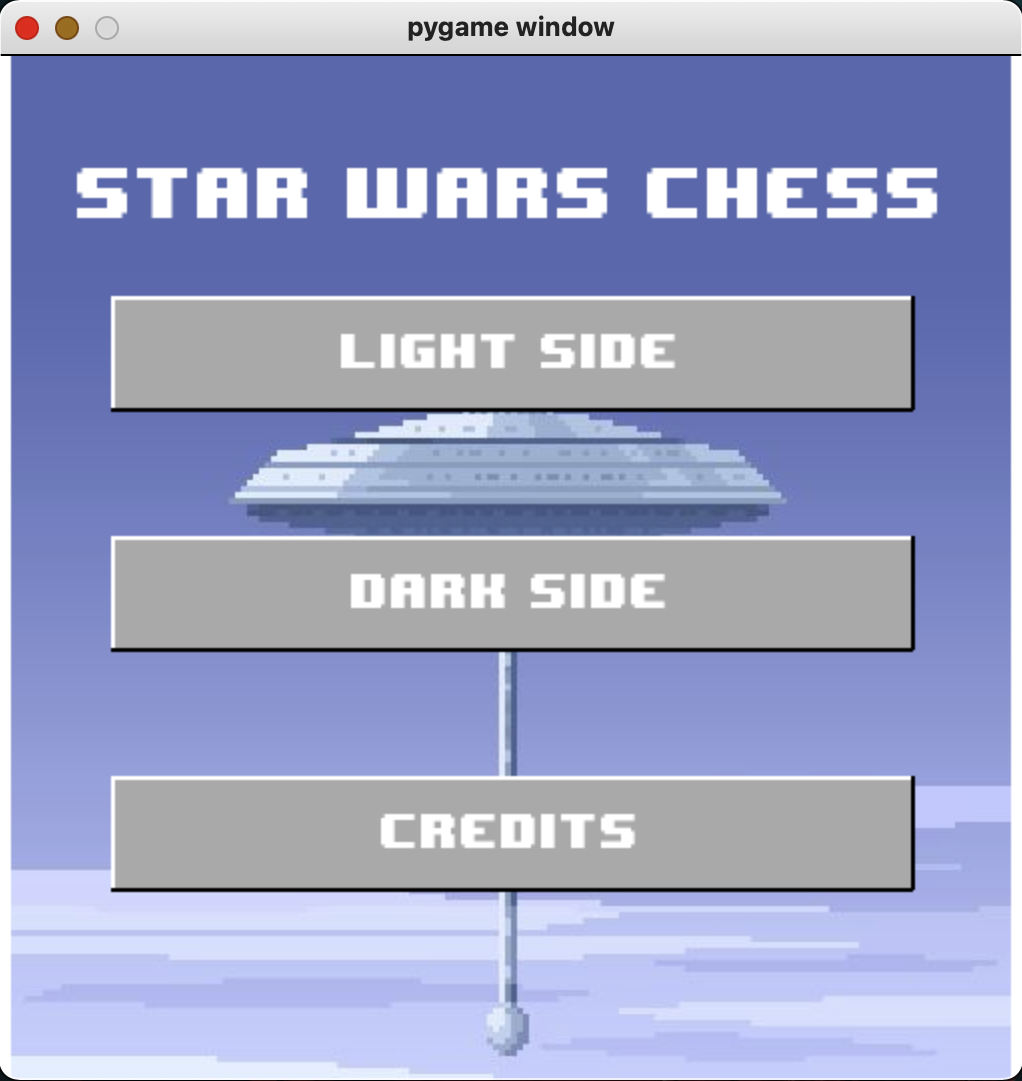 pygame window
STAR WARS CHESS
LIGHT SIDE
DARK SIDE
CREDITS